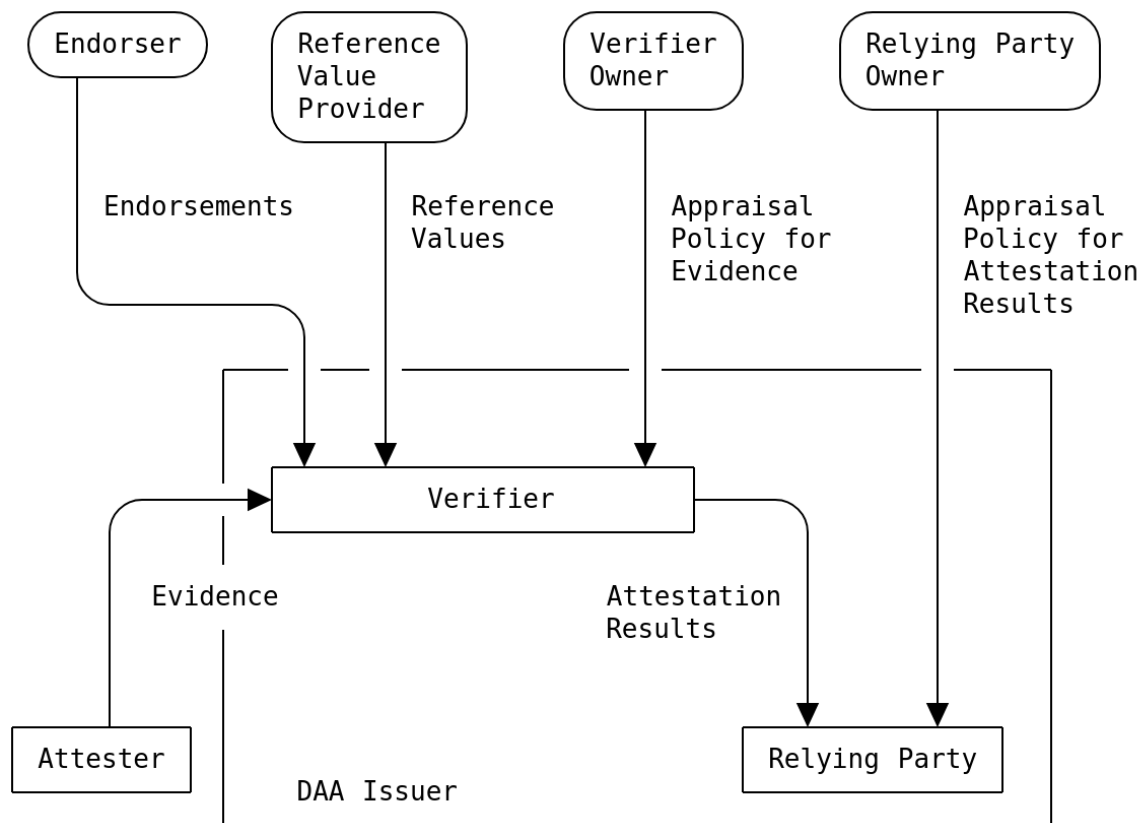 Endorser
Reference
Value
Provider
Verifier
Owner
Relying Party
Owner
Endorsements
Reference
Values
Appraisal
Policy for
Evidence
Appraisal
Policy for
Attestation
Results
Verifier
Evidence
Attestation
Results
Attester
Relying Party
DAA Issuer